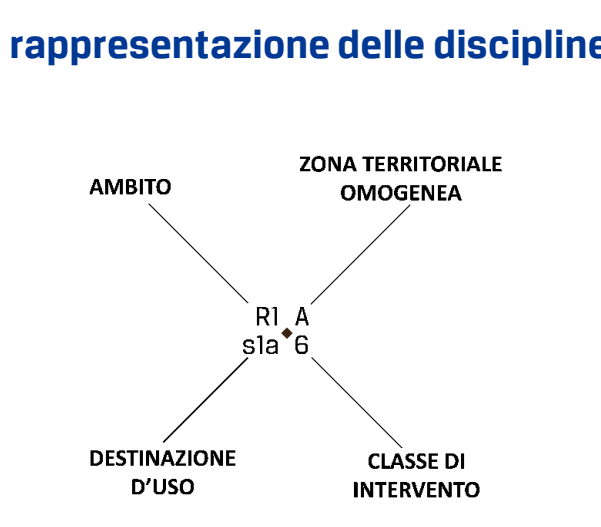 rappresentazione delle discipline
ZONA TERRITORIALE
OMOGENEA
AMBITO
R1 A
s1a 6
DESTINAZIONE
D'USO
CLASSE DI
INTERVENTO